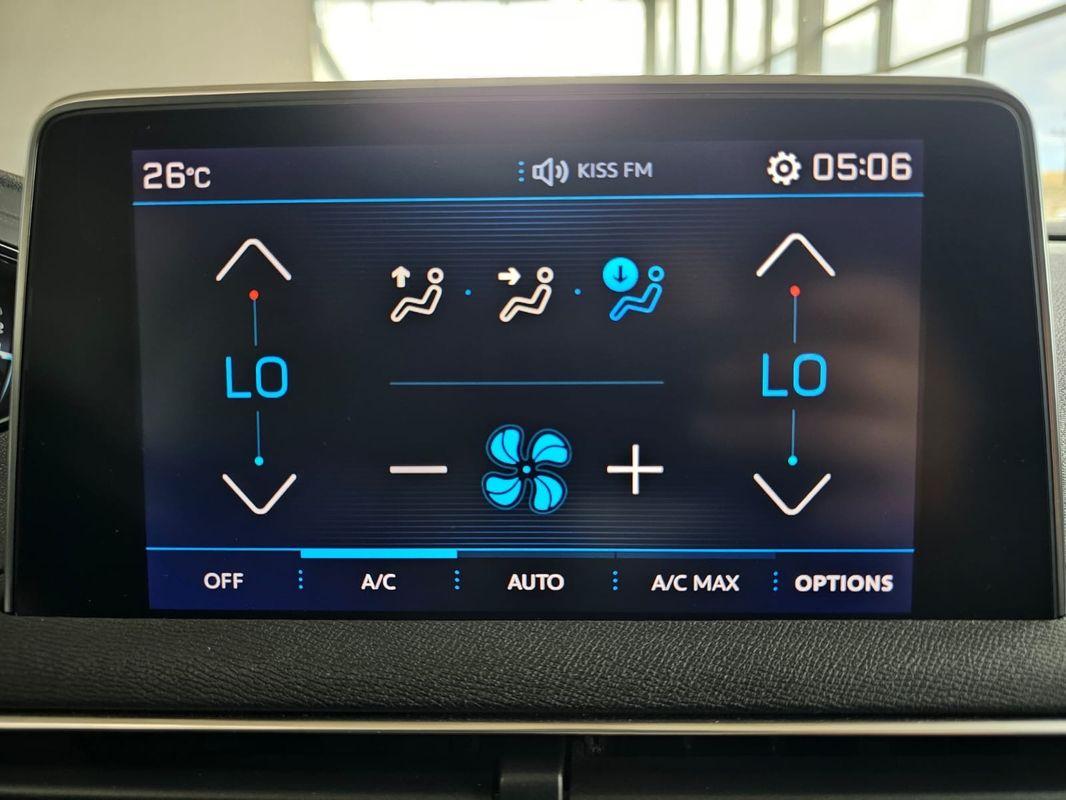 26°C KISS FM 05:06
LO LO
OFF A/C AUTO A/C MAX OPTIONS